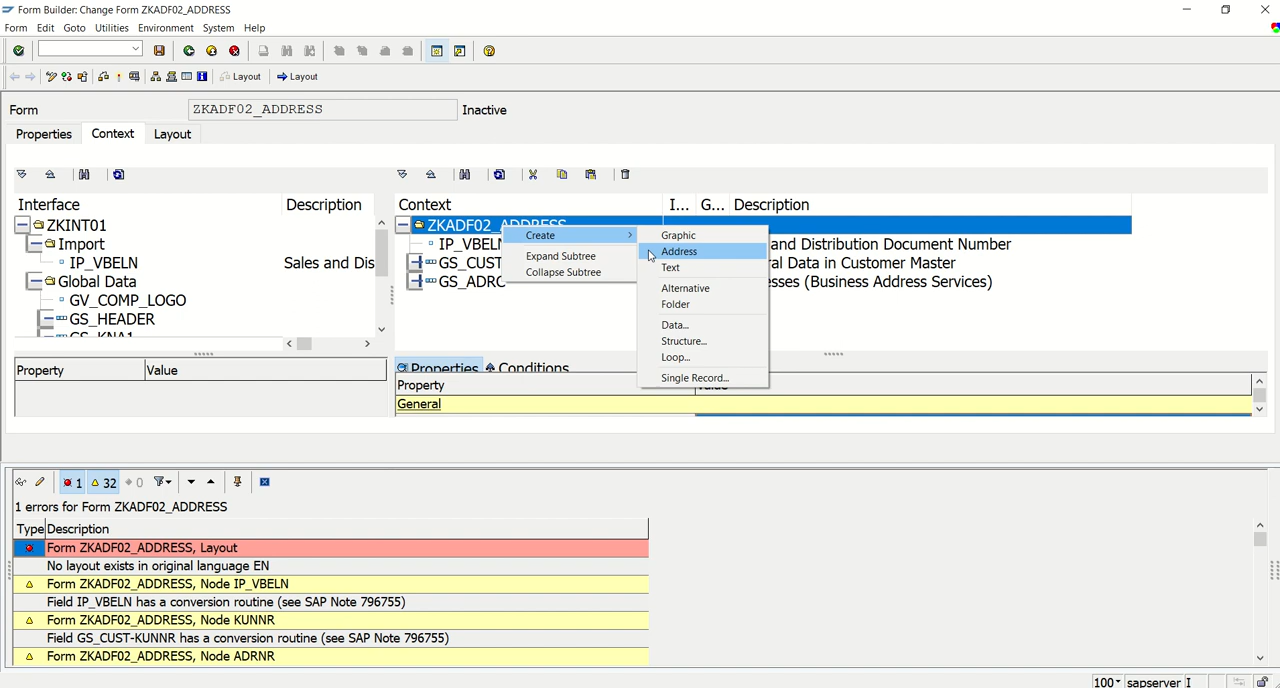 Form Builder: Change Form ZKADF02_ADDRESS
Form Edit Goto Utilities Environment System Help
Layout Layout
Form ZKADF02_ADDRESS Inactive
Properties Context Layout
Interface Description
ZKINT01
Import
IP_VBELN Sales and Dis
Global Data
GV_COMP_LOGO
GS_HEADER
GS_KNA1
Property Value
Context I... G... Description
ZKADF02_ADDRESS
IP_VBELN and Distribution Document Number
GS_CUST ral Data in Customer Master
GS_ADRC esses (Business Address Services)
Create
Expand Subtree
Collapse Subtree
Graphic
Address
Text
Alternative
Folder
Data...
Structure...
Loop...
Single Record...
Properties Conditions
Property Value
General
1 32 0
1 errors for Form ZKADF02_ADDRESS
Type Description
Form ZKADF02_ADDRESS, Layout
No layout exists in original language EN
Form ZKADF02_ADDRESS, Node IP_VBELN
Field IP_VBELN has a conversion routine (see SAP Note 796755)
Form ZKADF02_ADDRESS, Node KUNNR
Field GS_CUST-KUNNR has a conversion routine (see SAP Note 796755)
Form ZKADF02_ADDRESS, Node ADRNR
100 sapserver I